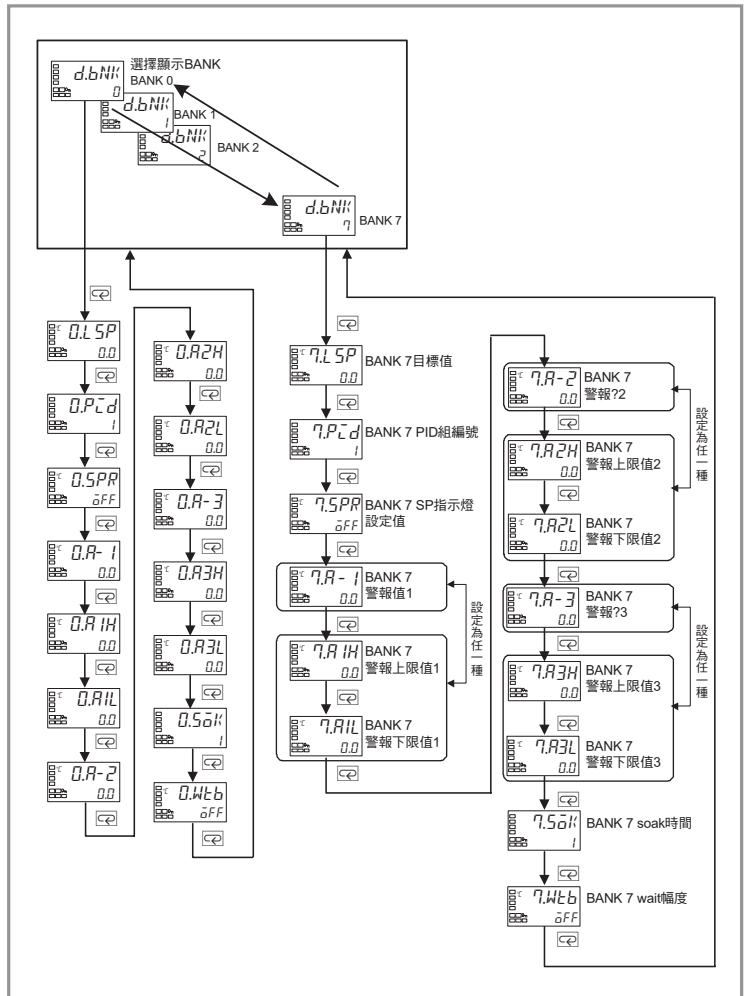 選擇顯示BANK
d.bNK
0
BANK 0
d.bNK
1
BANK 1
d.bNK
2
BANK 2
d.bNK
7
BANK 7
0.LSP
0.0
0.PID
1
0.SPR
oFF
0.A-1
0.0
0.A1H
0.0
0.A1L
0.0
0.A-2
0.0
0.A2H
0.0
0.A2L
0.0
0.A-3
0.0
0.A3H
0.0
0.A3L
0.0
0.SoK
1
0.Wtb
oFF
7.LSP
0.0
BANK 7目標值
7.PID
1
BANK 7 PID組編號
7.SPR
oFF
BANK 7 SP指示燈
設定值
7.A-1
0.0
BANK 7
警報值1
7.A1H
0.0
BANK 7
警報上限值1
7.A1L
0.0
BANK 7
警報下限值1
設定為任一種
7.A-2
0.0
BANK 7
警報?2
7.A2H
0.0
BANK 7
警報上限值2
7.A2L
0.0
BANK 7
警報下限值2
設定為任一種
7.A-3
0.0
BANK 7
警報?3
7.A3H
0.0
BANK 7
警報上限值3
7.A3L
0.0
BANK 7
警報下限值3
設定為任一種
7.SoK
1
BANK 7 soak時間
7.Wtb
oFF
BANK 7 wait幅度